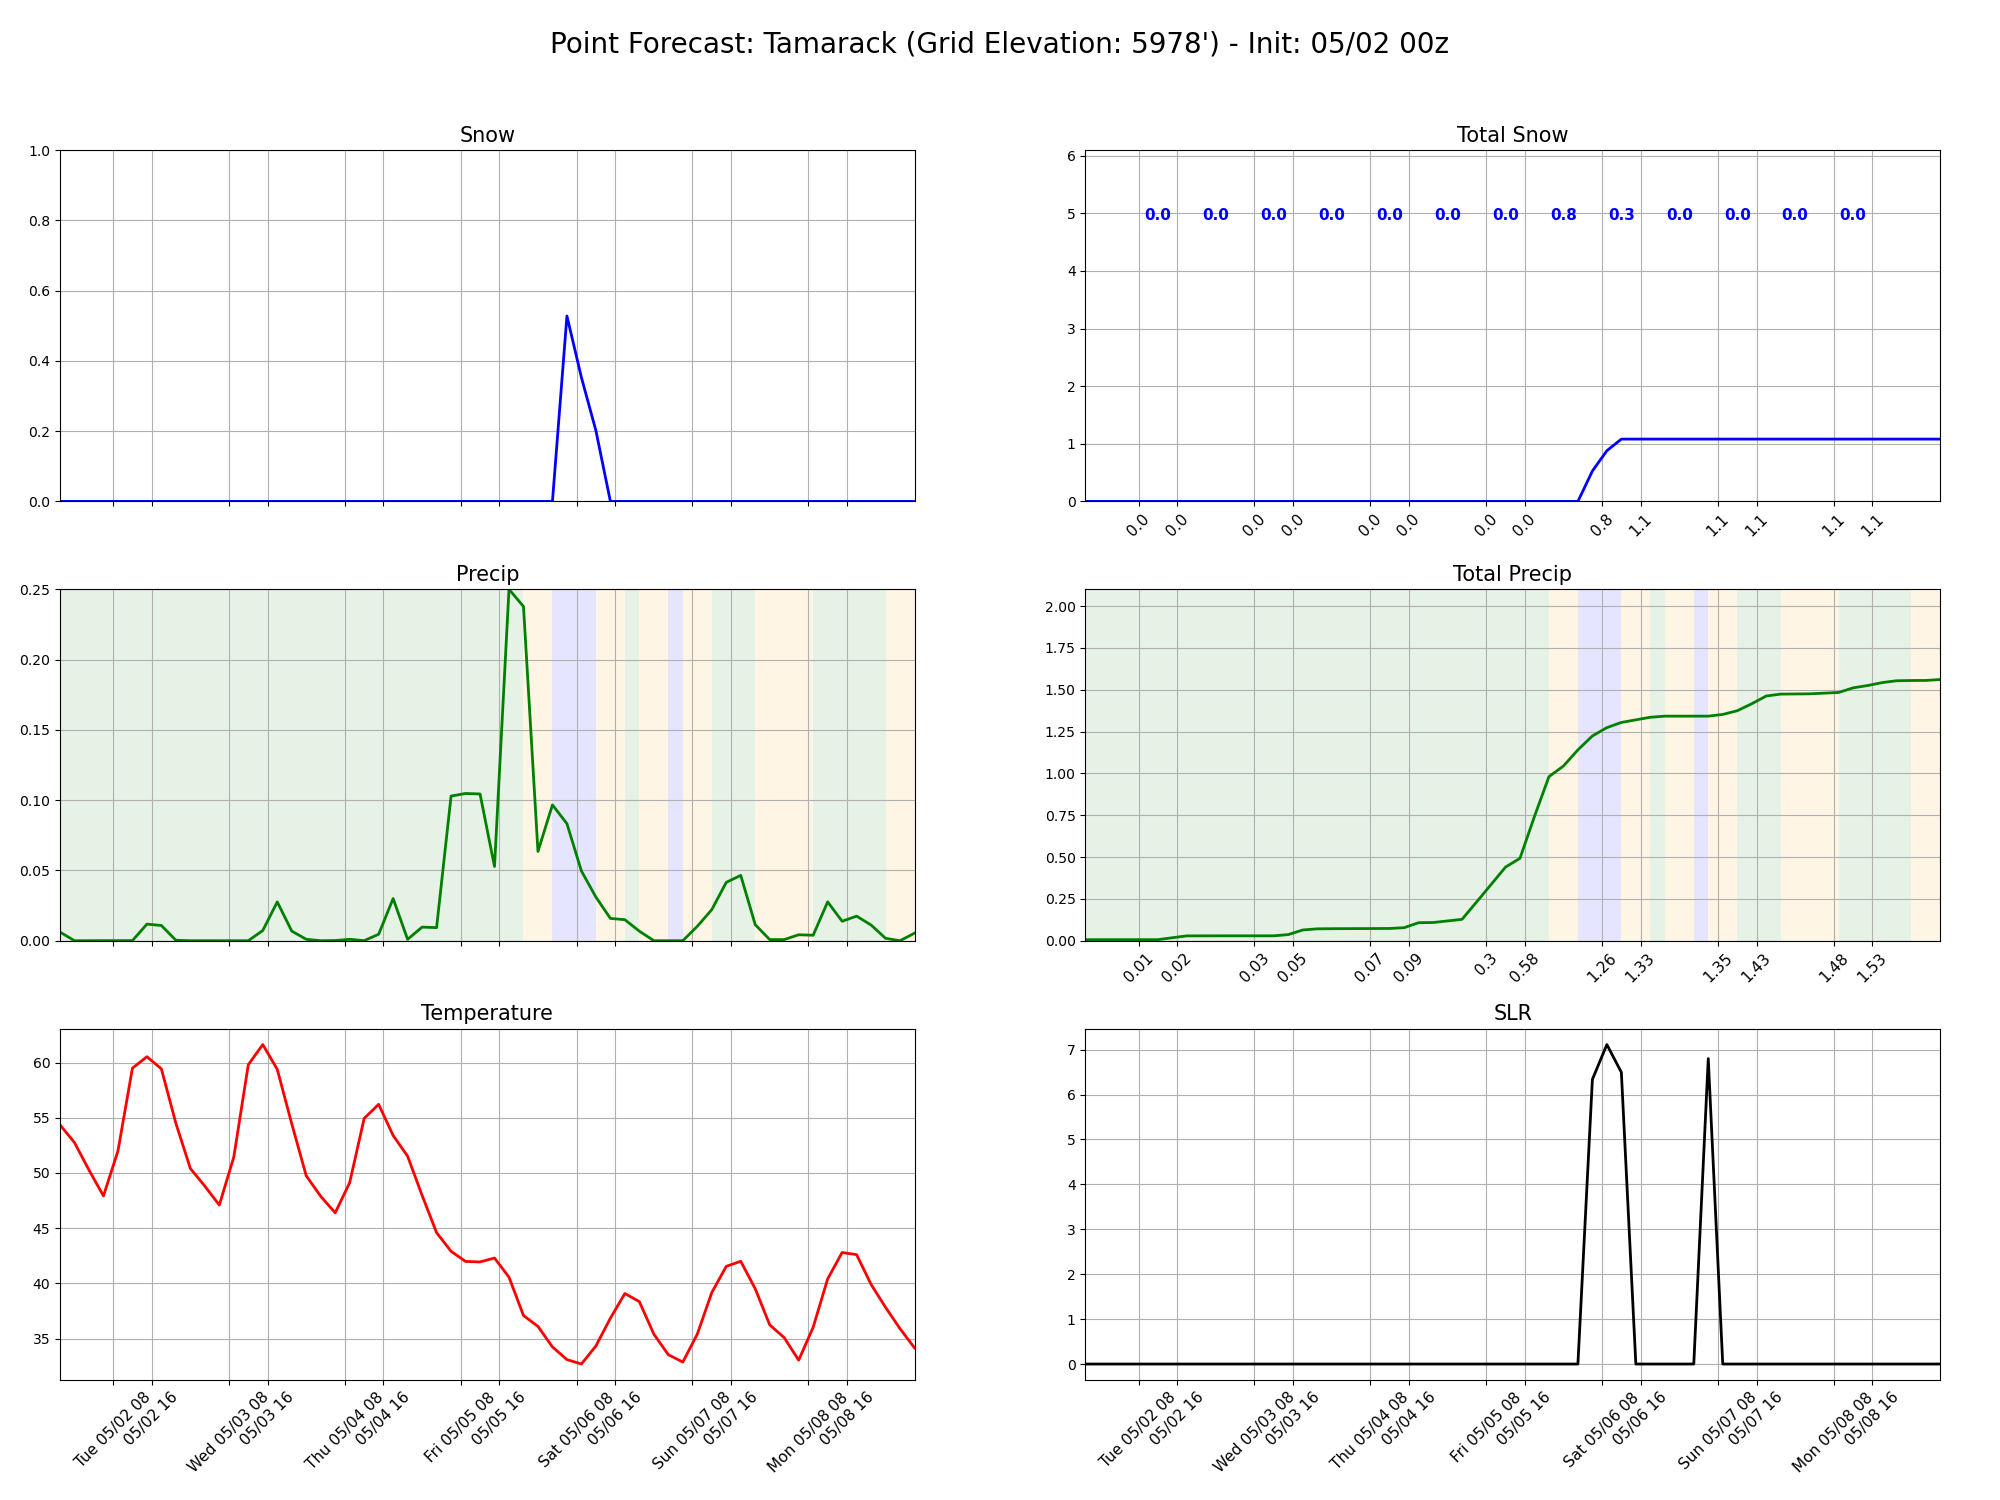 Point Forecast: Tamarack (Grid Elevation: 5978') - Init: 05/02 00z
Snow
1.0
0.8
0.6
0.4
0.2
0.0
Total Snow
6
5
4
3
2
1
0
0.0 0.0 0.0 0.0 0.0 0.0 0.0 0.8 0.3 0.0 0.0 0.0 0.0
0.0 0.0 0.0 0.0 0.0 0.0 0.0 0.0 0.8 1.1 1.1 1.1 1.1 1.1
Precip
0.25
0.20
0.15
0.10
0.05
0.00
Total Precip
2.00
1.75
1.50
1.25
1.00
0.75
0.50
0.25
0.00
0.01 0.02 0.03 0.05 0.07 0.09 0.3 0.58 1.26 1.33 1.35 1.43 1.48 1.53
Temperature
60
55
50
45
40
35
Tue 05/02 08
05/02 16
Wed 05/03 08
05/03 16
Thu 05/04 08
05/04 16
Fri 05/05 08
05/05 16
Sat 05/06 08
05/06 16
Sun 05/07 08
05/07 16
Mon 05/08 08
05/08 16
SLR
7
6
5
4
3
2
1
0
Tue 05/02 08
05/02 16
Wed 05/03 08
05/03 16
Thu 05/04 08
05/04 16
Fri 05/05 08
05/05 16
Sat 05/06 08
05/06 16
Sun 05/07 08
05/07 16
Mon 05/08 08
05/08 16